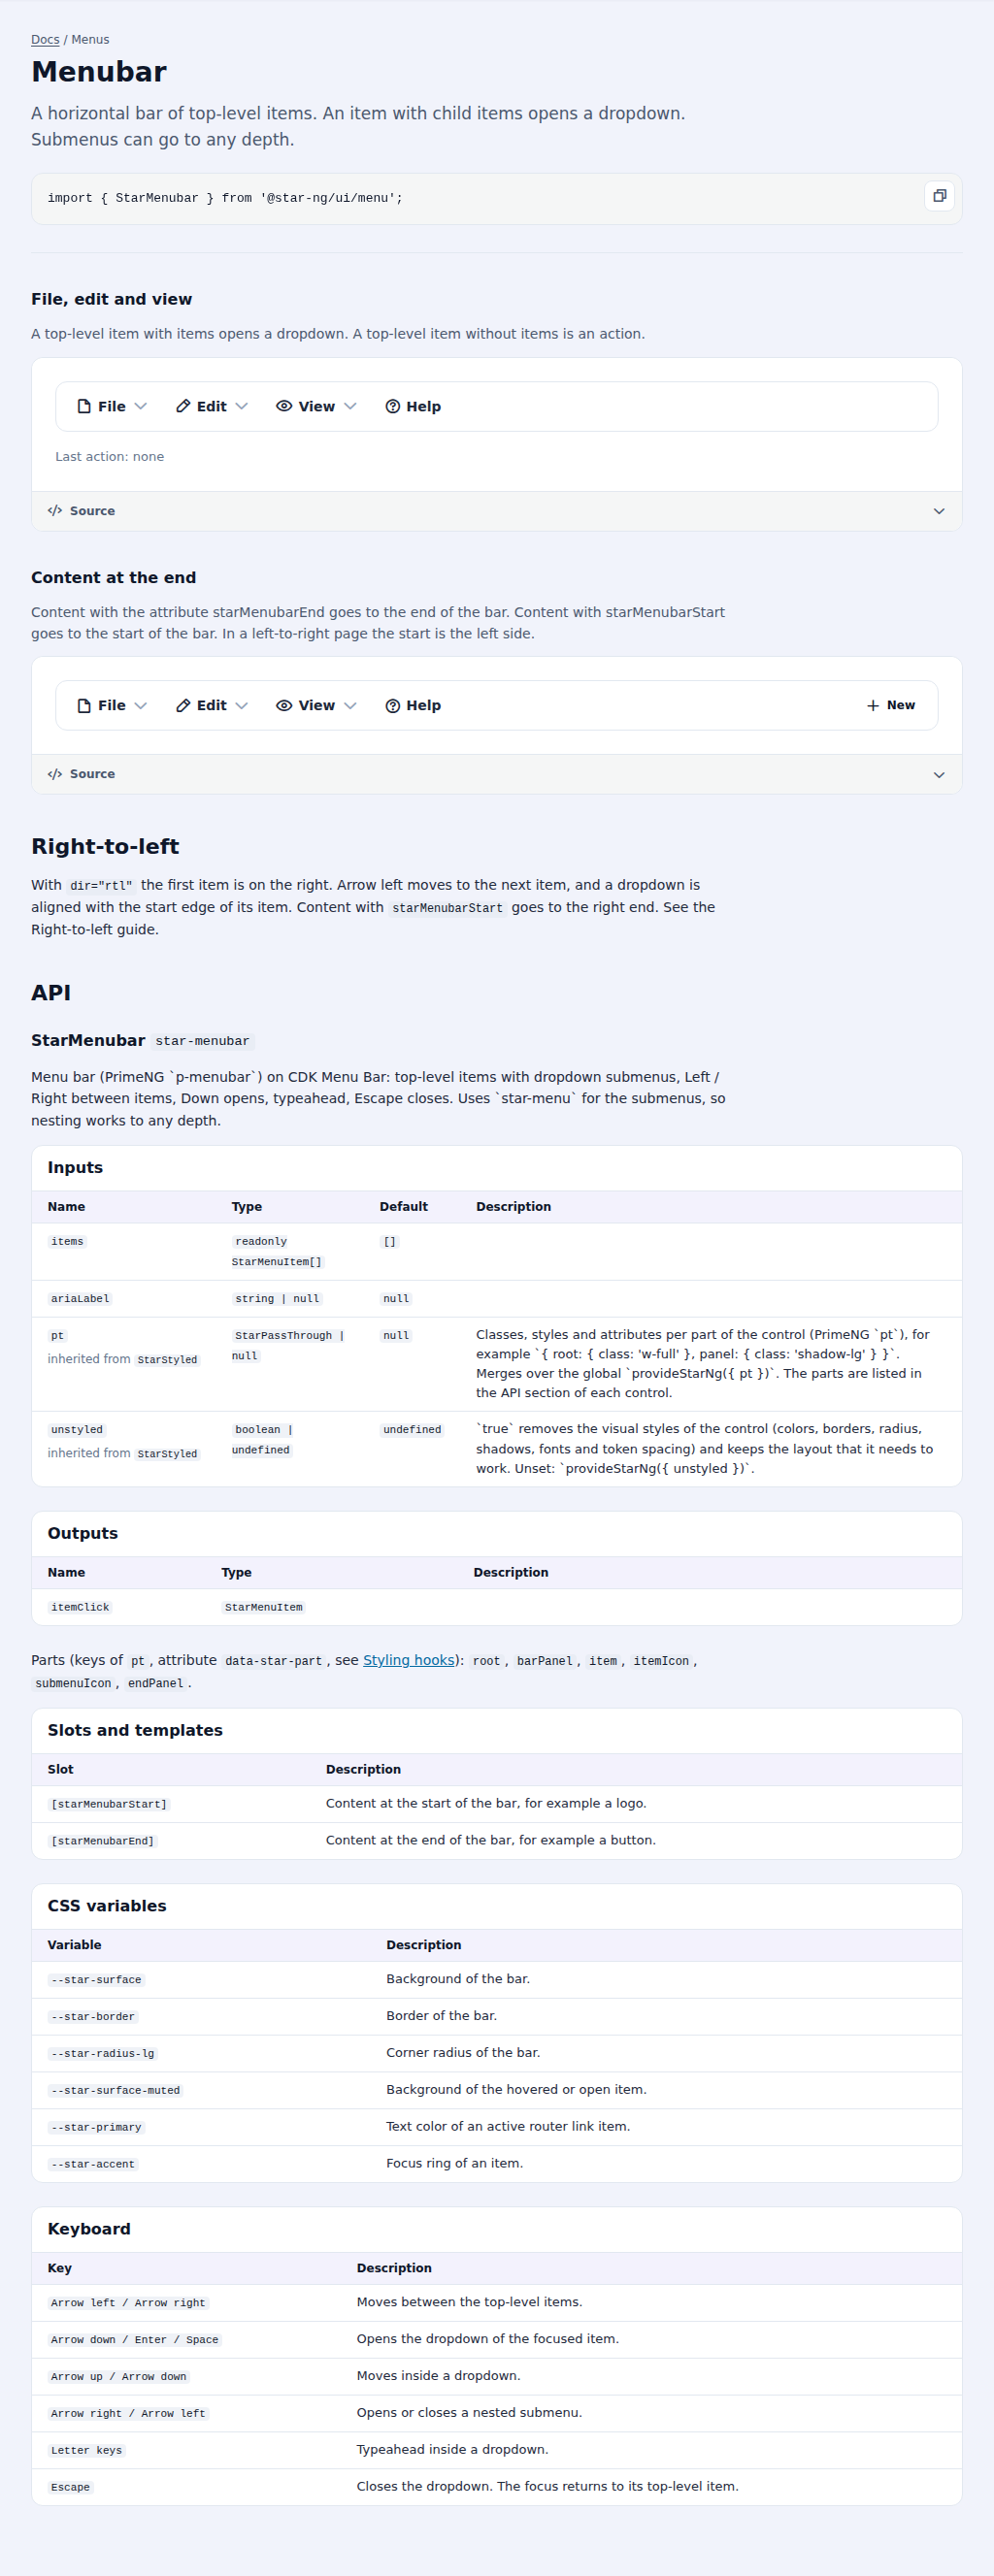 Docs / Menus
Menubar
A horizontal bar of top-level items. An item with child items opens a dropdown.
Submenus can go to any depth.
import { StarMenubar } from '@star-ng/ui/menu';
File, edit and view
A top-level item with items opens a dropdown. A top-level item without items is an action.
File Edit View Help
Last action: none
</> Source
Content at the end
Content with the attribute starMenubarEnd goes to the end of the bar. Content with starMenubarStart
goes to the start of the bar. In a left-to-right page the start is the left side.
File Edit View Help + New
</> Source
Right-to-left
With dir="rtl" the first item is on the right. Arrow left moves to the next item, and a dropdown is
aligned with the start edge of its item. Content with starMenubarStart goes to the right end. See the
Right-to-left guide.
API
StarMenubar star-menubar
Menu bar (PrimeNG `p-menubar`) on CDK Menu Bar: top-level items with dropdown submenus, Left /
Right between items, Down opens, typeahead, Escape closes. Uses `star-menu` for the submenus, so
nesting works to any depth.
Inputs
Name Type Default Description
items readonly []
StarMenuItem[]
ariaLabel string | null null
pt StarPassThrough | null Classes, styles and attributes per part of the control (PrimeNG `pt`), for
inherited from StarStyled null example `{ root: { class: 'w-full' }, panel: { class: 'shadow-lg' } }`.
Merges over the global `provideStarNg({ pt })`. The parts are listed in
the API section of each control.
unstyled boolean | undefined `true` removes the visual styles of the control (colors, borders, radius,
inherited from StarStyled undefined shadows, fonts and token spacing) and keeps the layout that it needs to
work. Unset: `provideStarNg({ unstyled })`.
Outputs
Name Type Description
itemClick StarMenuItem
Parts (keys of pt, attribute data-star-part, see Styling hooks): root, barPanel, item, itemIcon,
submenuIcon, endPanel.
Slots and templates
Slot Description
[starMenubarStart] Content at the start of the bar, for example a logo.
[starMenubarEnd] Content at the end of the bar, for example a button.
CSS variables
Variable Description
--star-surface Background of the bar.
--star-border Border of the bar.
--star-radius-lg Corner radius of the bar.
--star-surface-muted Background of the hovered or open item.
--star-primary Text color of an active router link item.
--star-accent Focus ring of an item.
Keyboard
Key Description
Arrow left / Arrow right Moves between the top-level items.
Arrow down / Enter / Space Opens the dropdown of the focused item.
Arrow up / Arrow down Moves inside a dropdown.
Arrow right / Arrow left Opens or closes a nested submenu.
Letter keys Typeahead inside a dropdown.
Escape Closes the dropdown. The focus returns to its top-level item.